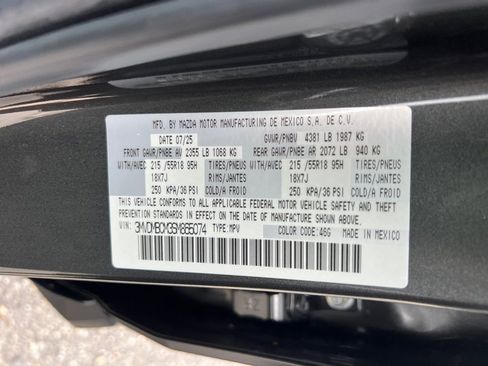 MFD. BY MAZDA MOTOR MANUFACTURING DE MEXICO S.A. DE C.V.
DATE 07/25 GVWR/PNBV 4381 LB 1987 KG
FRONT GAWR/PNBE AV 2355 LB 1068 KG REAR GAWR/PNBE AR 2072 LB 940 KG
WITH/AVEC 215 /55R18 95H TIRES/PNEUS WITH/AVEC 215 /55R18 95H TIRES/PNEUS
18X7J RIMS/JANTES 18X7J RIMS/JANTES
250 KPA/36 PSI COLD/A FROID 250 KPA/36 PSI COLD/A FROID
THIS VEHICLE CONFORMS TO ALL APPLICABLE FEDERAL MOTOR VEHICLE SAFETY AND THEFT
PREVENTION STANDARDS IN EFFECT ON THE DATE OF MANUFACTURE SHOWN ABOVE.
VIN: TYPE: MPV COLOR CODE: 46G MADE IN MEXICO